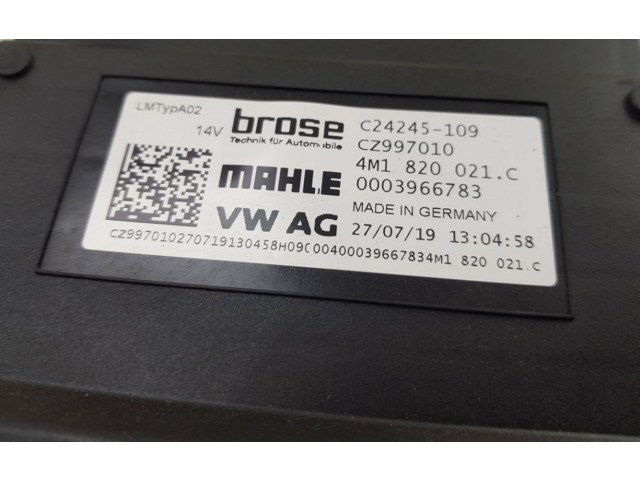 LMTypA02
14V brose C24245-109
Technik für Automobile CZ997010
4M1 820 021.C
MAHLE 0003966783
MADE IN GERMANY
VW AG 27/07/19 13:04:58
CZ997010270719130458H09C00400039667834M1 820 021.C